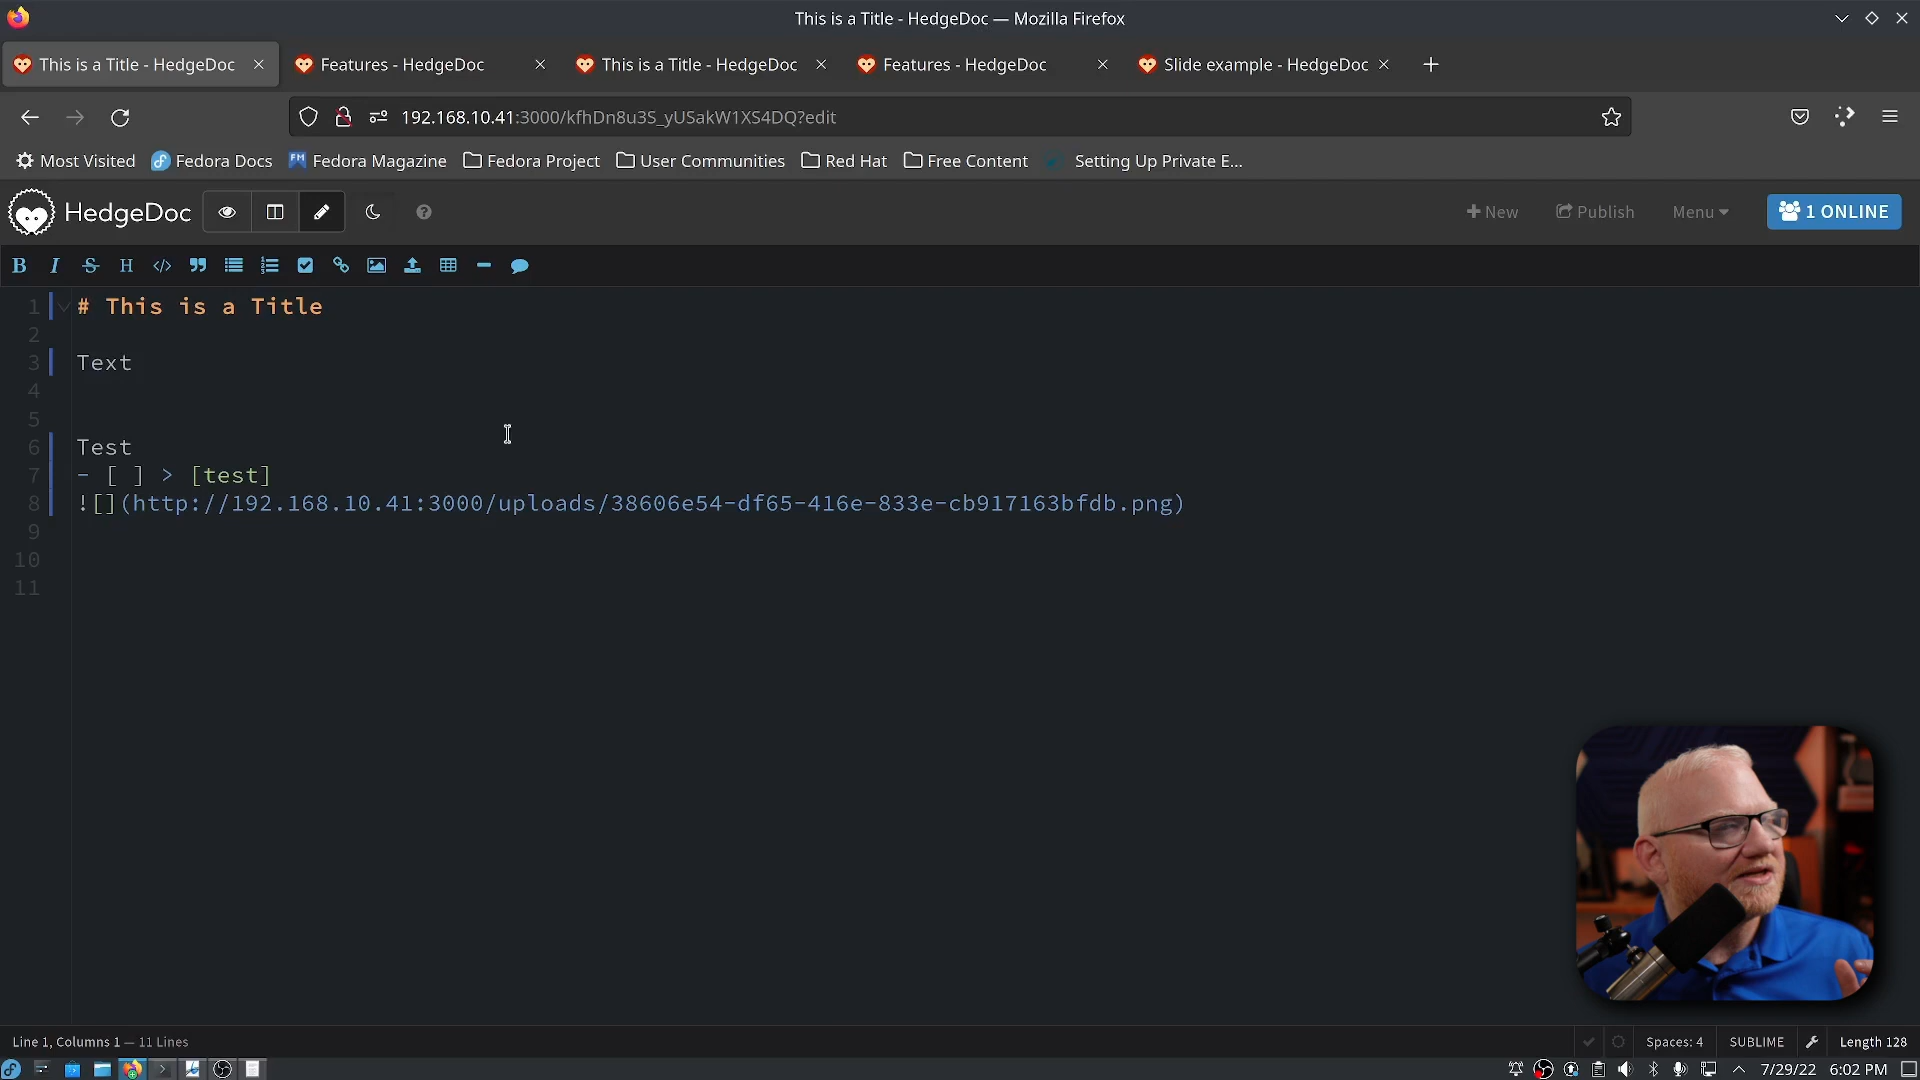 This is a Title - HedgeDoc — Mozilla Firefox
This is a Title - HedgeDoc
Features - HedgeDoc
This is a Title - HedgeDoc
Features - HedgeDoc
Slide example - HedgeDoc
192.168.10.41:3000/kfhDn8u3S_yUSakW1XS4DQ?edit
Most Visited
Fedora Docs
Fedora Magazine
Fedora Project
User Communities
Red Hat
Free Content
Setting Up Private E...
HedgeDoc
New
Publish
Menu
1 ONLINE
1 # This is a Title
2
3 Text
4
5
6 Test
7 - [ ] > [test]
8 ![](http://192.168.10.41:3000/uploads/38606e54-df65-416e-833e-cb917163bfdb.png)
9
10
11
Line 1, Columns 1 — 11 Lines
Spaces: 4
SUBLIME
Length 128
7/29/22 6:02 PM